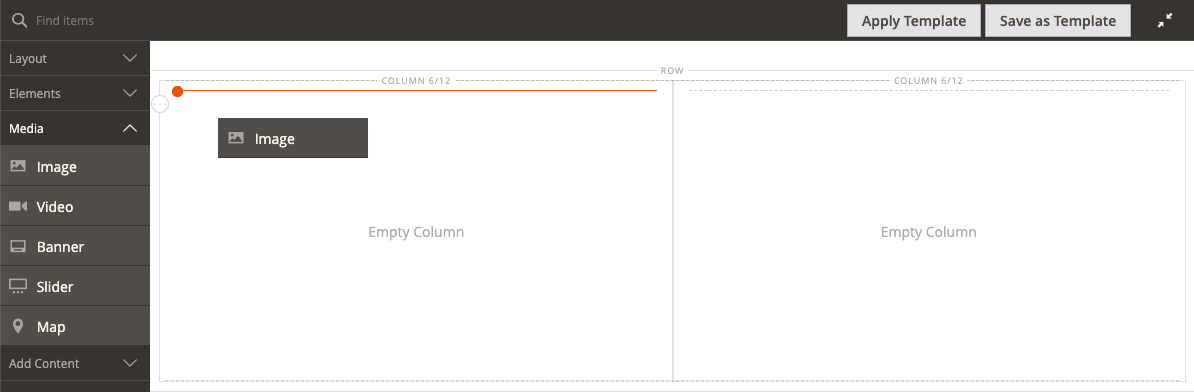 Find items
Apply Template
Save as Template
Layout
Elements
Media
Image
Video
Banner
Slider
Map
Add Content
ROW
COLUMN 6/12
COLUMN 6/12
Image
Empty Column
Empty Column